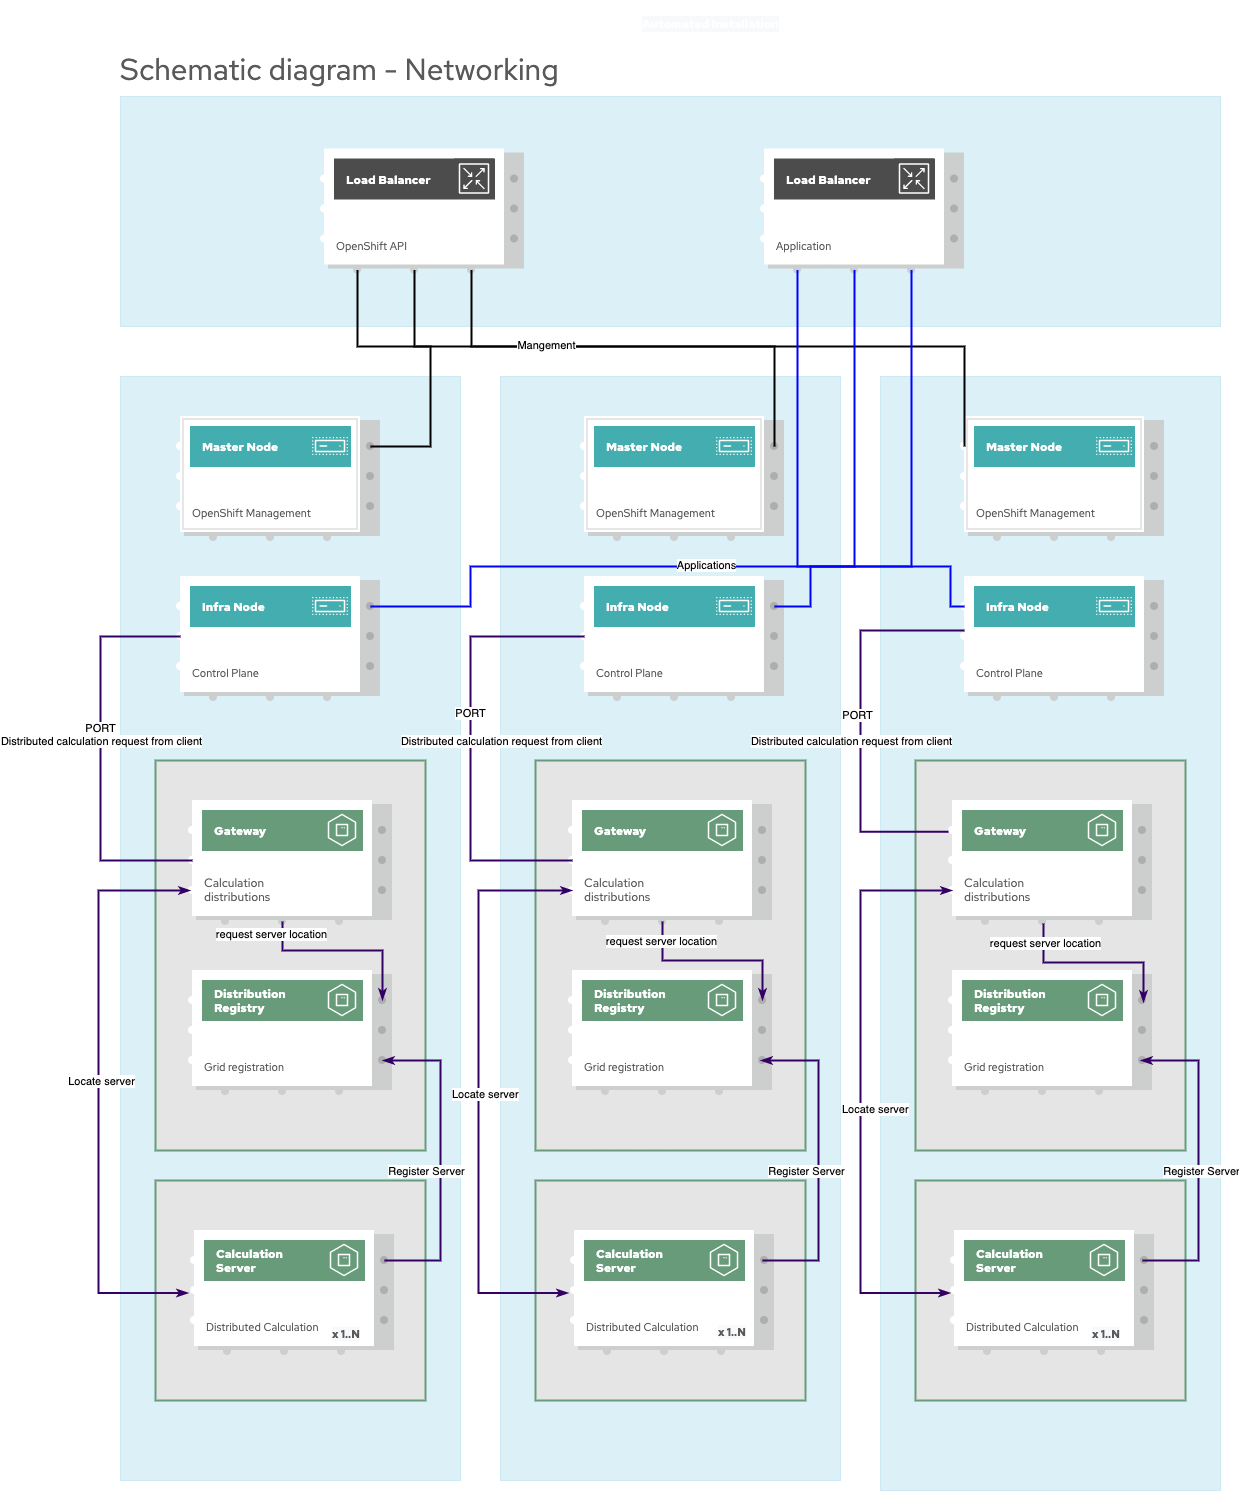 Schematic diagram - Networking
Load Balancer
OpenShift API
Load Balancer
Application
Mangement
Master Node
OpenShift Management
Master Node
OpenShift Management
Master Node
OpenShift Management
Applications
Infra Node
Control Plane
Infra Node
Control Plane
Infra Node
Control Plane
PORT
Distributed calculation request from client
PORT
Distributed calculation request from client
PORT
Distributed calculation request from client
Gateway
Calculation
distributions
Gateway
Calculation
distributions
Gateway
Calculation
distributions
request server location
request server location
request server location
Distribution
Registry
Grid registration
Distribution
Registry
Grid registration
Distribution
Registry
Grid registration
Locate server
Locate server
Locate server
Register Server
Register Server
Register Server
Calculation
Server
Distributed Calculation
x 1..N
Calculation
Server
Distributed Calculation
x 1..N
Calculation
Server
Distributed Calculation
x 1..N